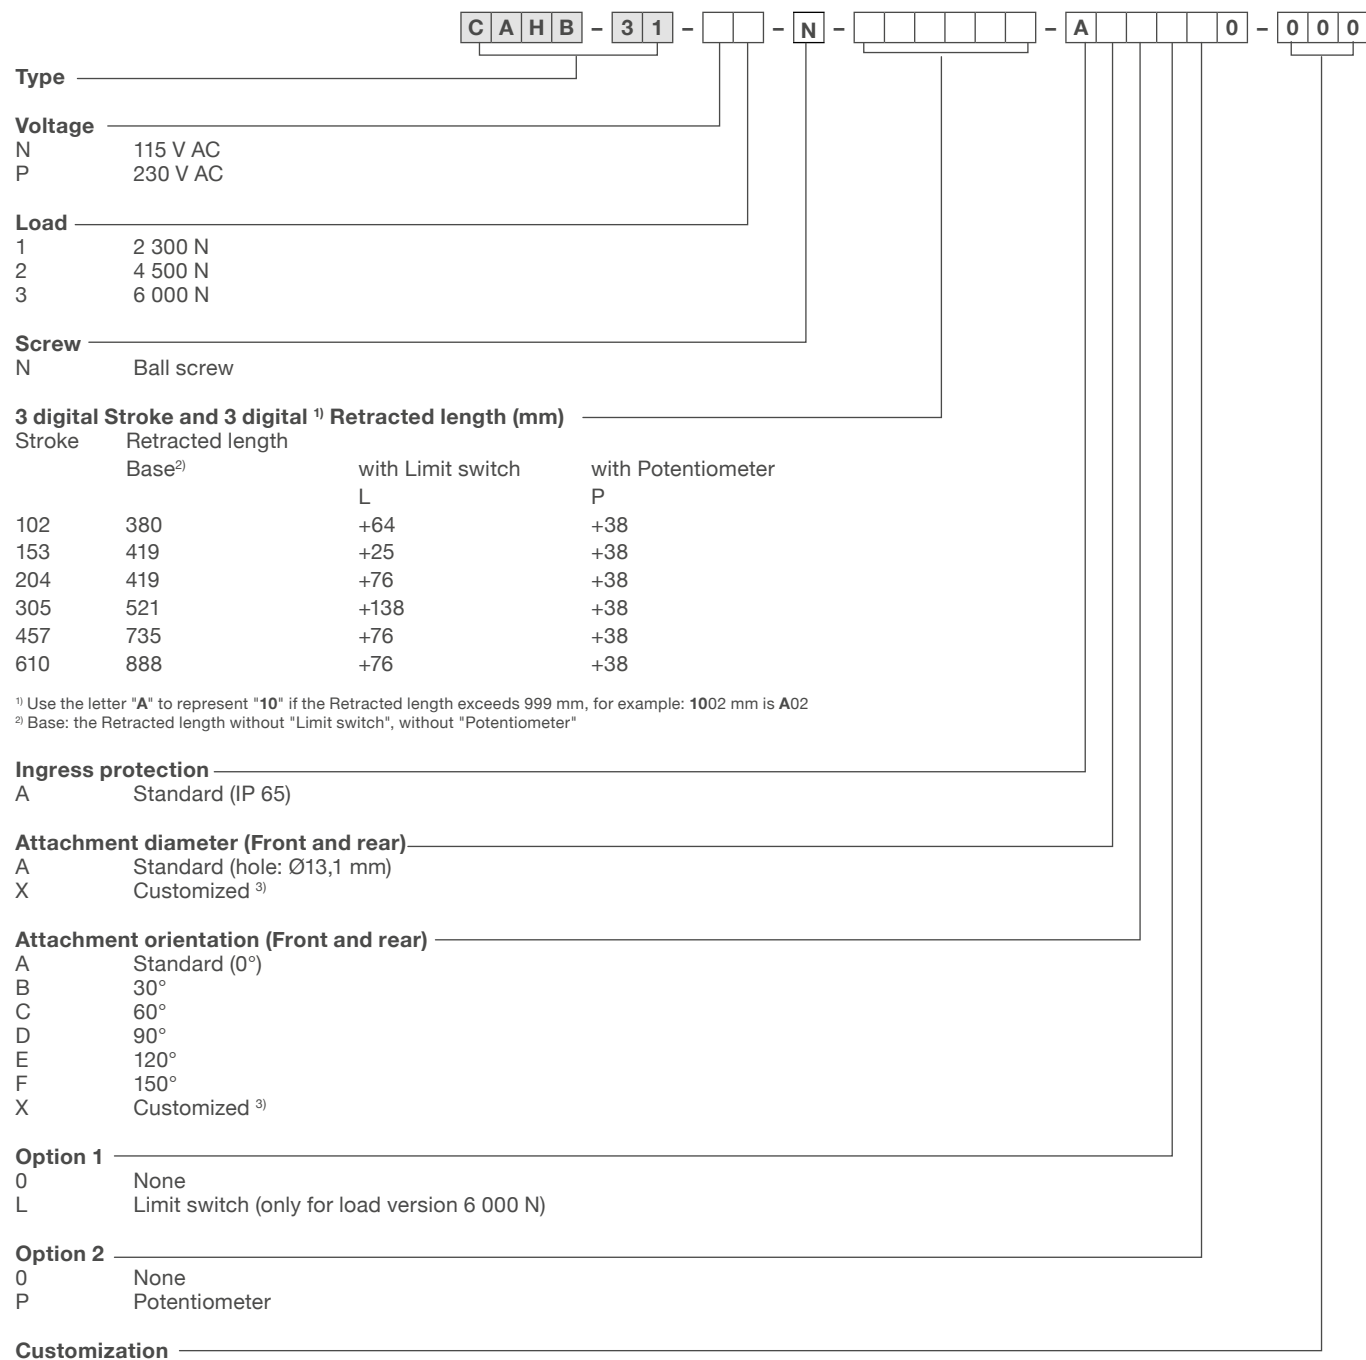 C A H B – 3 1 – – N – – A 0 – 0 0 0
Type
Voltage
N 115 V AC
P 230 V AC
Load
1 2 300 N
2 4 500 N
3 6 000 N
Screw
N Ball screw
3 digital Stroke and 3 digital 1) Retracted length (mm)
Stroke Retracted length
Base2) with Limit switch with Potentiometer
L P
102 380 +64 +38
153 419 +25 +38
204 419 +76 +38
305 521 +138 +38
457 735 +76 +38
610 888 +76 +38
1) Use the letter "A" to represent "10" if the Retracted length exceeds 999 mm, for example: 1002 mm is A02
2) Base: the Retracted length without "Limit switch", without "Potentiometer"
Ingress protection
A Standard (IP 65)
Attachment diameter (Front and rear)
A Standard (hole: Ø13,1 mm)
X Customized 3)
Attachment orientation (Front and rear)
A Standard (0°)
B 30°
C 60°
D 90°
E 120°
F 150°
X Customized 3)
Option 1
0 None
L Limit switch (only for load version 6 000 N)
Option 2
0 None
P Potentiometer
Customization